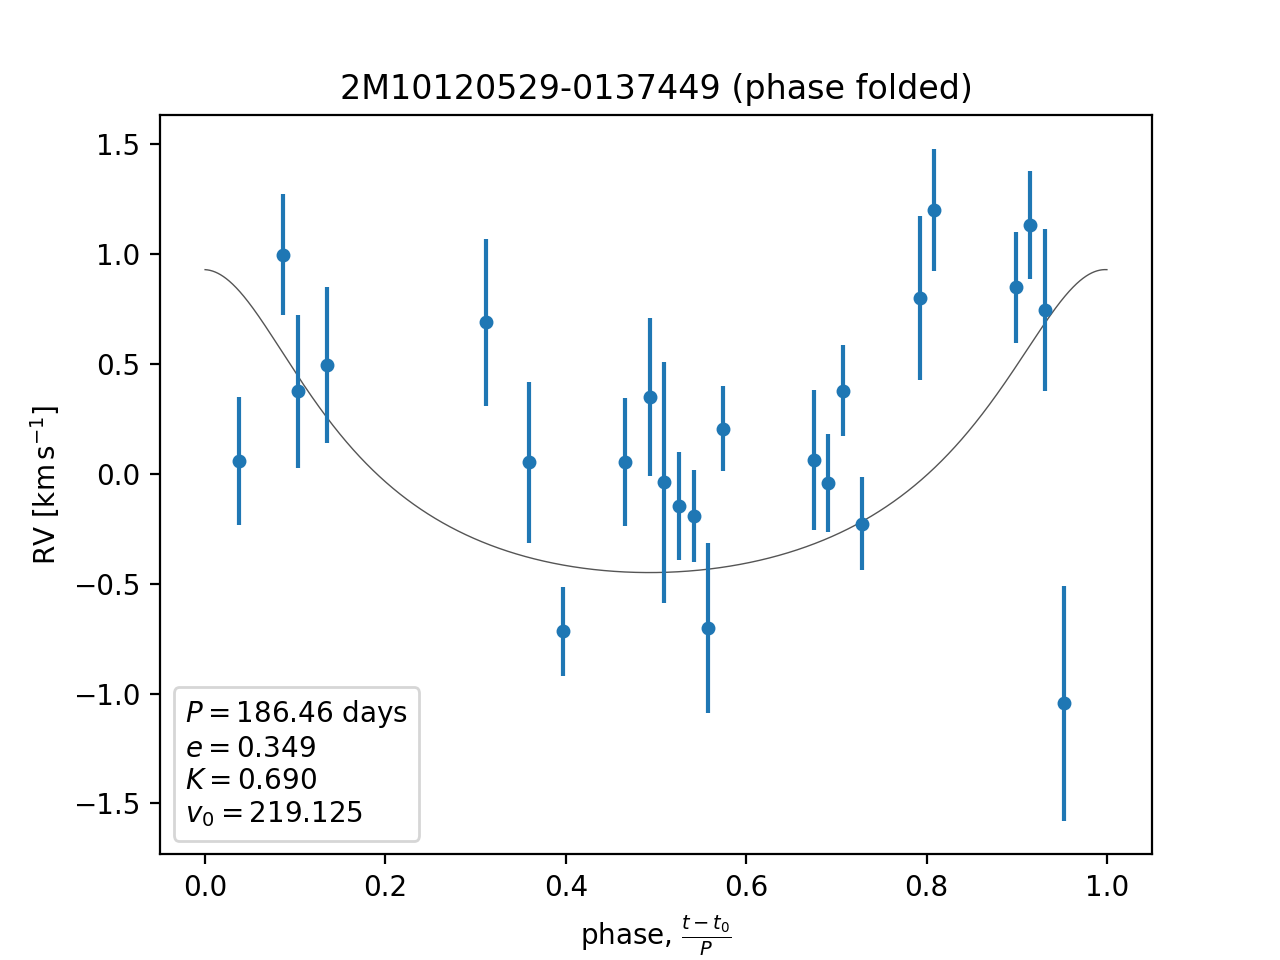 2M10120529-0137449 (phase folded)
1.5
1.0
0.5
0.0
−0.5
−1.0
−1.5
RV [km s⁻¹]
P = 186.46 days
e = 0.349
K = 0.690
v₀ = 219.125
0.0 0.2 0.4 0.6 0.8 1.0
phase, (t − t₀)/P